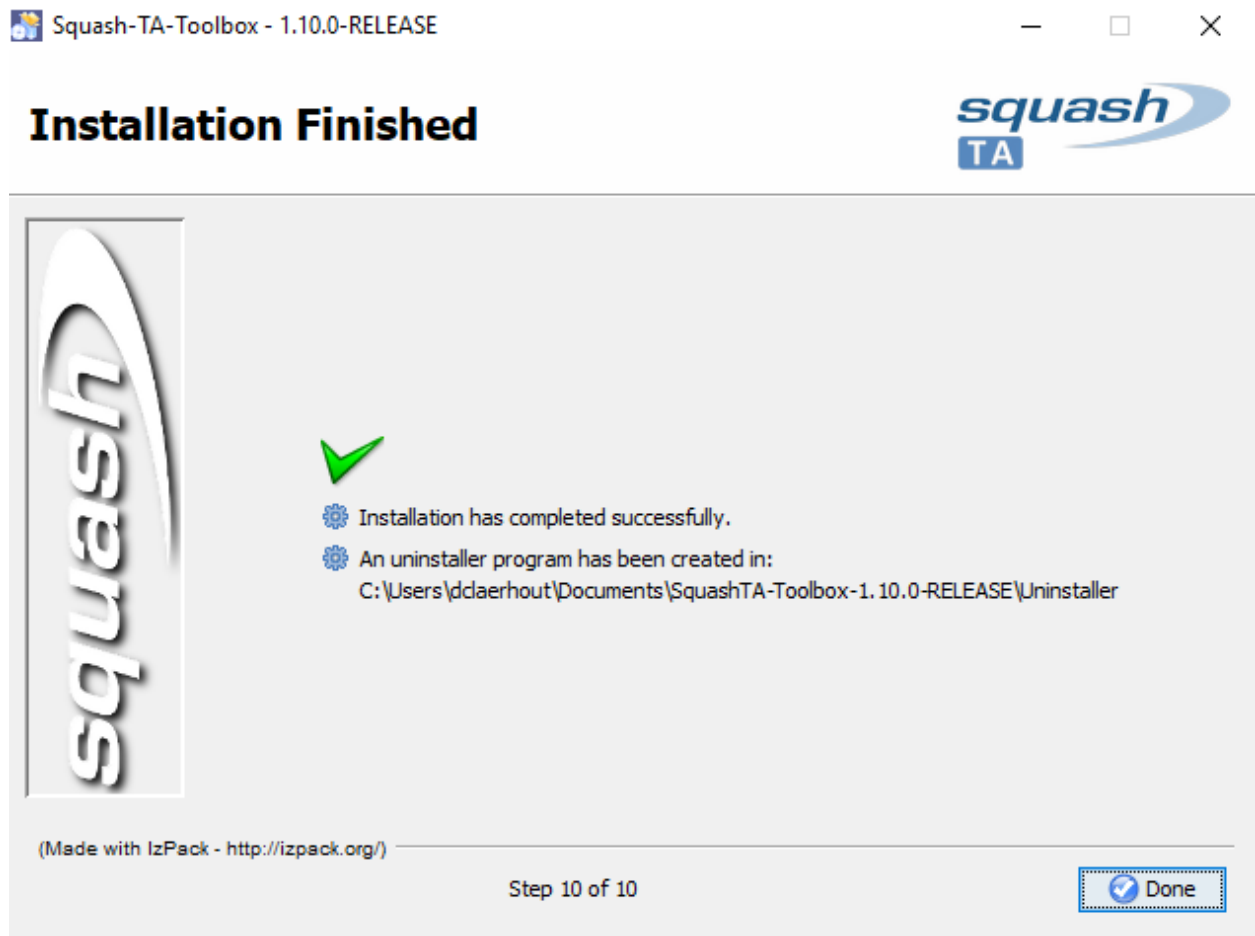 Squash-TA-Toolbox - 1.10.0-RELEASE
Installation Finished
squash
TA
squash
Installation has completed successfully.
An uninstaller program has been created in:
C:\Users\dclaerhout\Documents\SquashTA-Toolbox-1.10.0-RELEASE\Uninstaller
(Made with IzPack - http://izpack.org/)
Step 10 of 10
Done